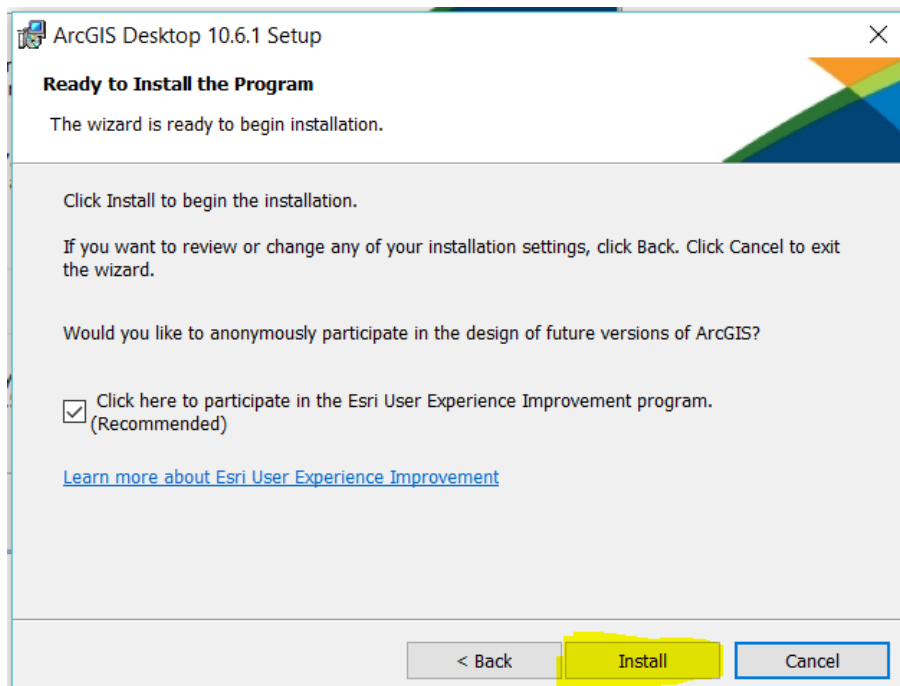 ArcGIS Desktop 10.6.1 Setup
Ready to Install the Program
The wizard is ready to begin installation.
Click Install to begin the installation.
If you want to review or change any of your installation settings, click Back. Click Cancel to exit
the wizard.
Would you like to anonymously participate in the design of future versions of ArcGIS?
Click here to participate in the Esri User Experience Improvement program.
(Recommended)
Learn more about Esri User Experience Improvement
< Back Install Cancel